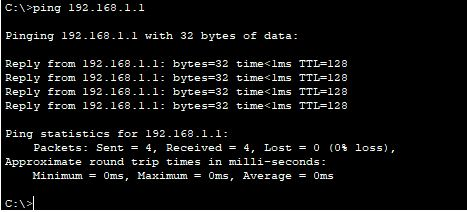 C:\>ping 192.168.1.1
Pinging 192.168.1.1 with 32 bytes of data:
Reply from 192.168.1.1: bytes=32 time<1ms TTL=128
Reply from 192.168.1.1: bytes=32 time<1ms TTL=128
Reply from 192.168.1.1: bytes=32 time<1ms TTL=128
Reply from 192.168.1.1: bytes=32 time<1ms TTL=128
Ping statistics for 192.168.1.1:
    Packets: Sent = 4, Received = 4, Lost = 0 (0% loss),
Approximate round trip times in milli-seconds:
    Minimum = 0ms, Maximum = 0ms, Average = 0ms
C:\>